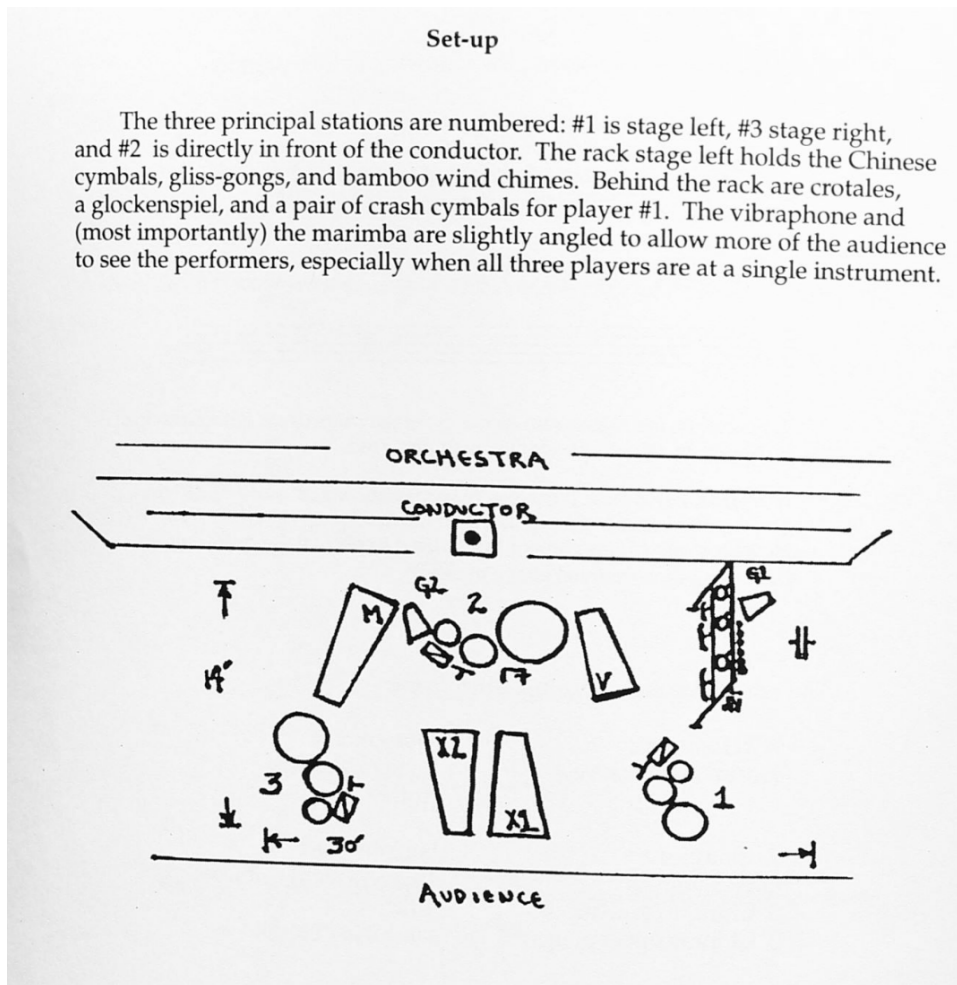 Set-up
The three principal stations are numbered: #1 is stage left, #3 stage right,
and #2 is directly in front of the conductor. The rack stage left holds the Chinese
cymbals, gliss-gongs, and bamboo wind chimes. Behind the rack are crotales,
a glockenspiel, and a pair of crash cymbals for player #1. The vibraphone and
(most importantly) the marimba are slightly angled to allow more of the audience
to see the performers, especially when all three players are at a single instrument.
ORCHESTRA
CONDUCTOR
G2
2
G1
M
14'
V
X2
3
1
X1
30'
AUDIENCE